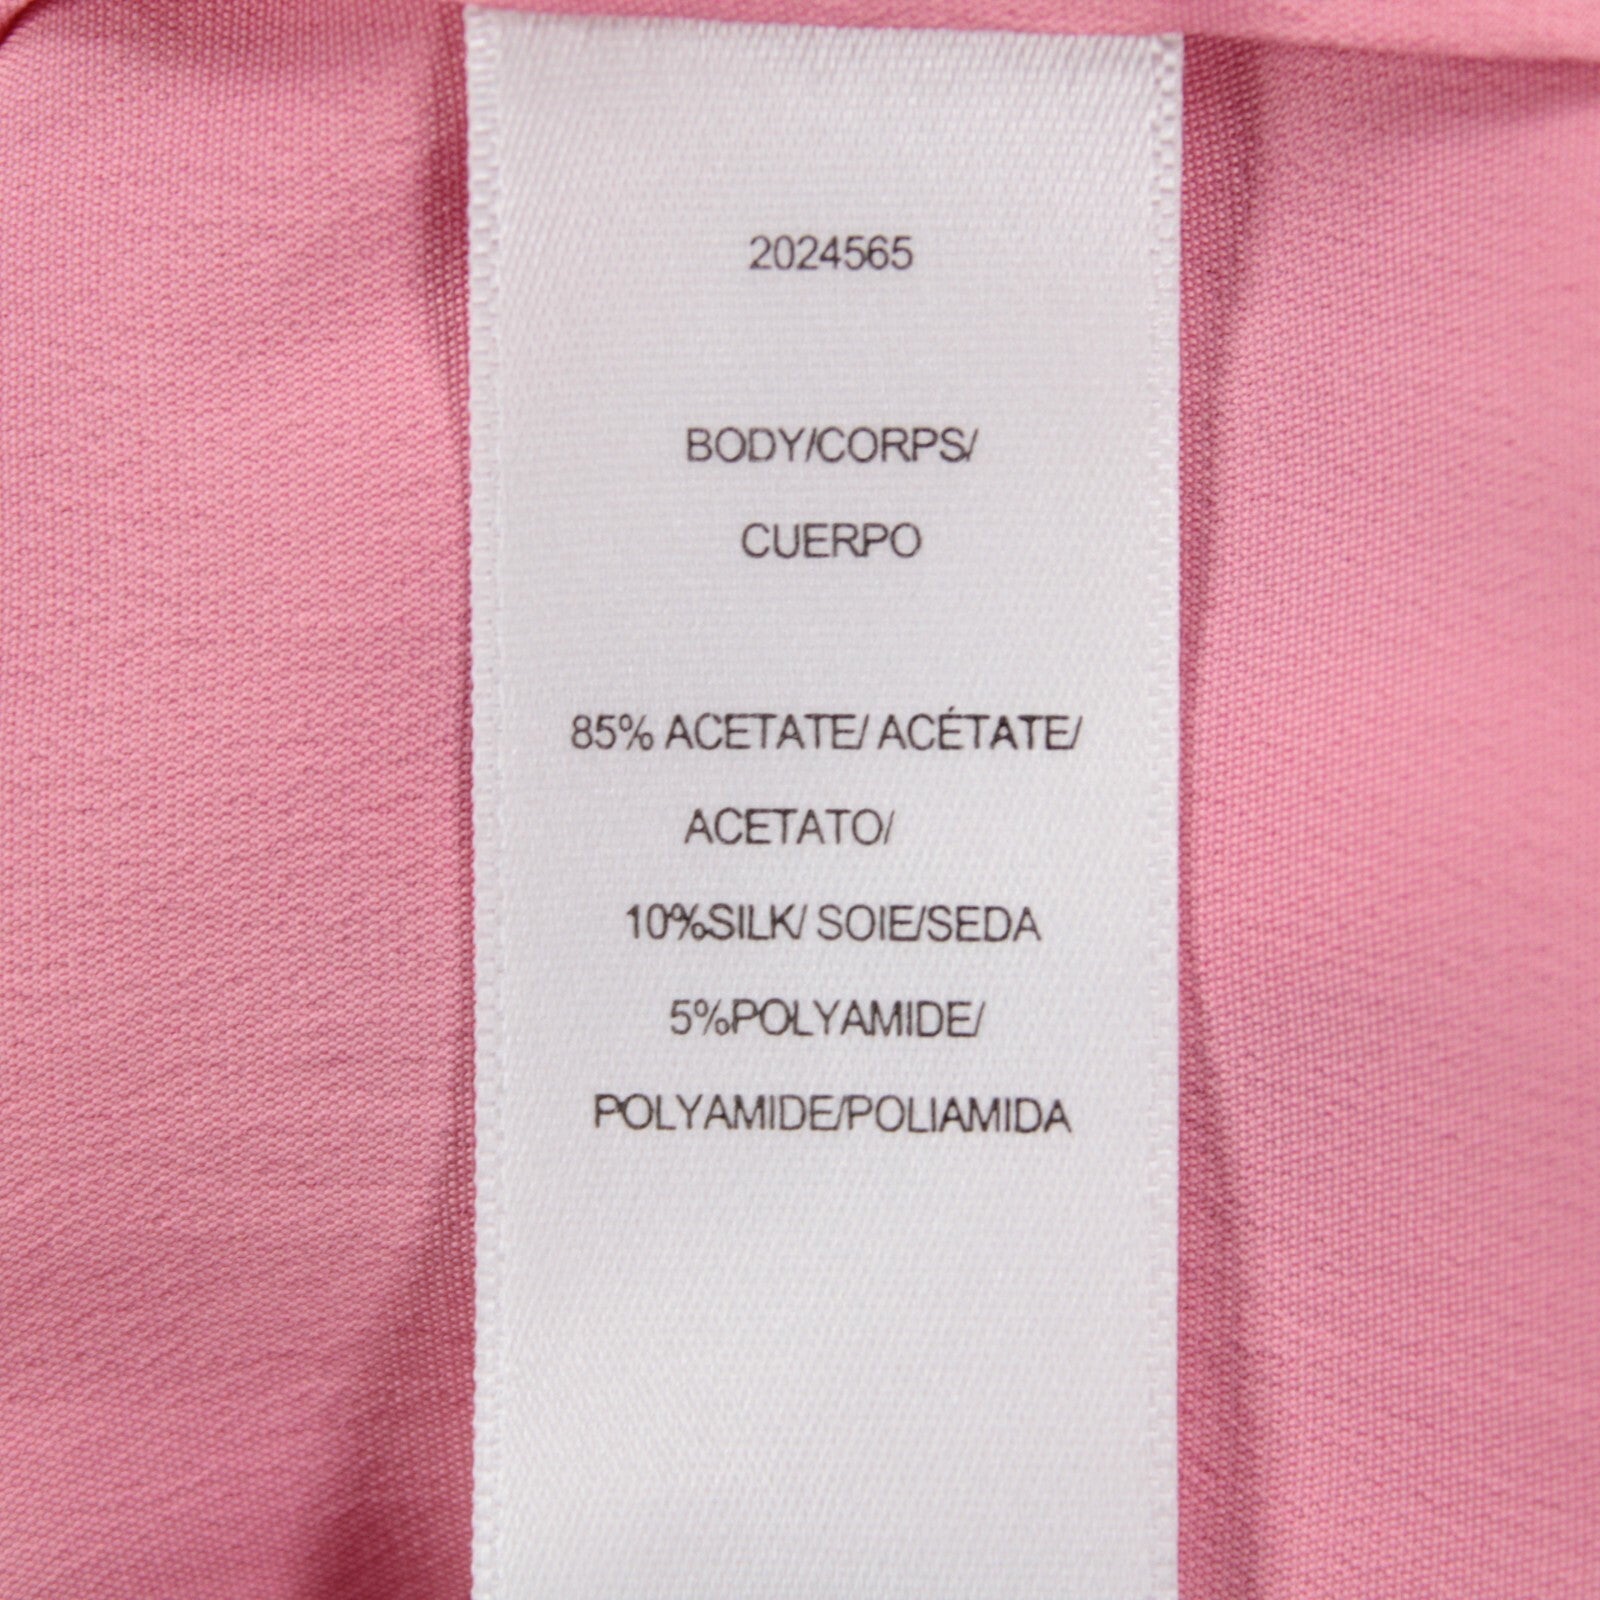 2024565
BODY/CORPS/
CUERPO
85% ACETATE/ ACÉTATE/
ACETATO/
10%SILK/ SOIE/SEDA
5%POLYAMIDE/
POLYAMIDE/POLIAMIDA